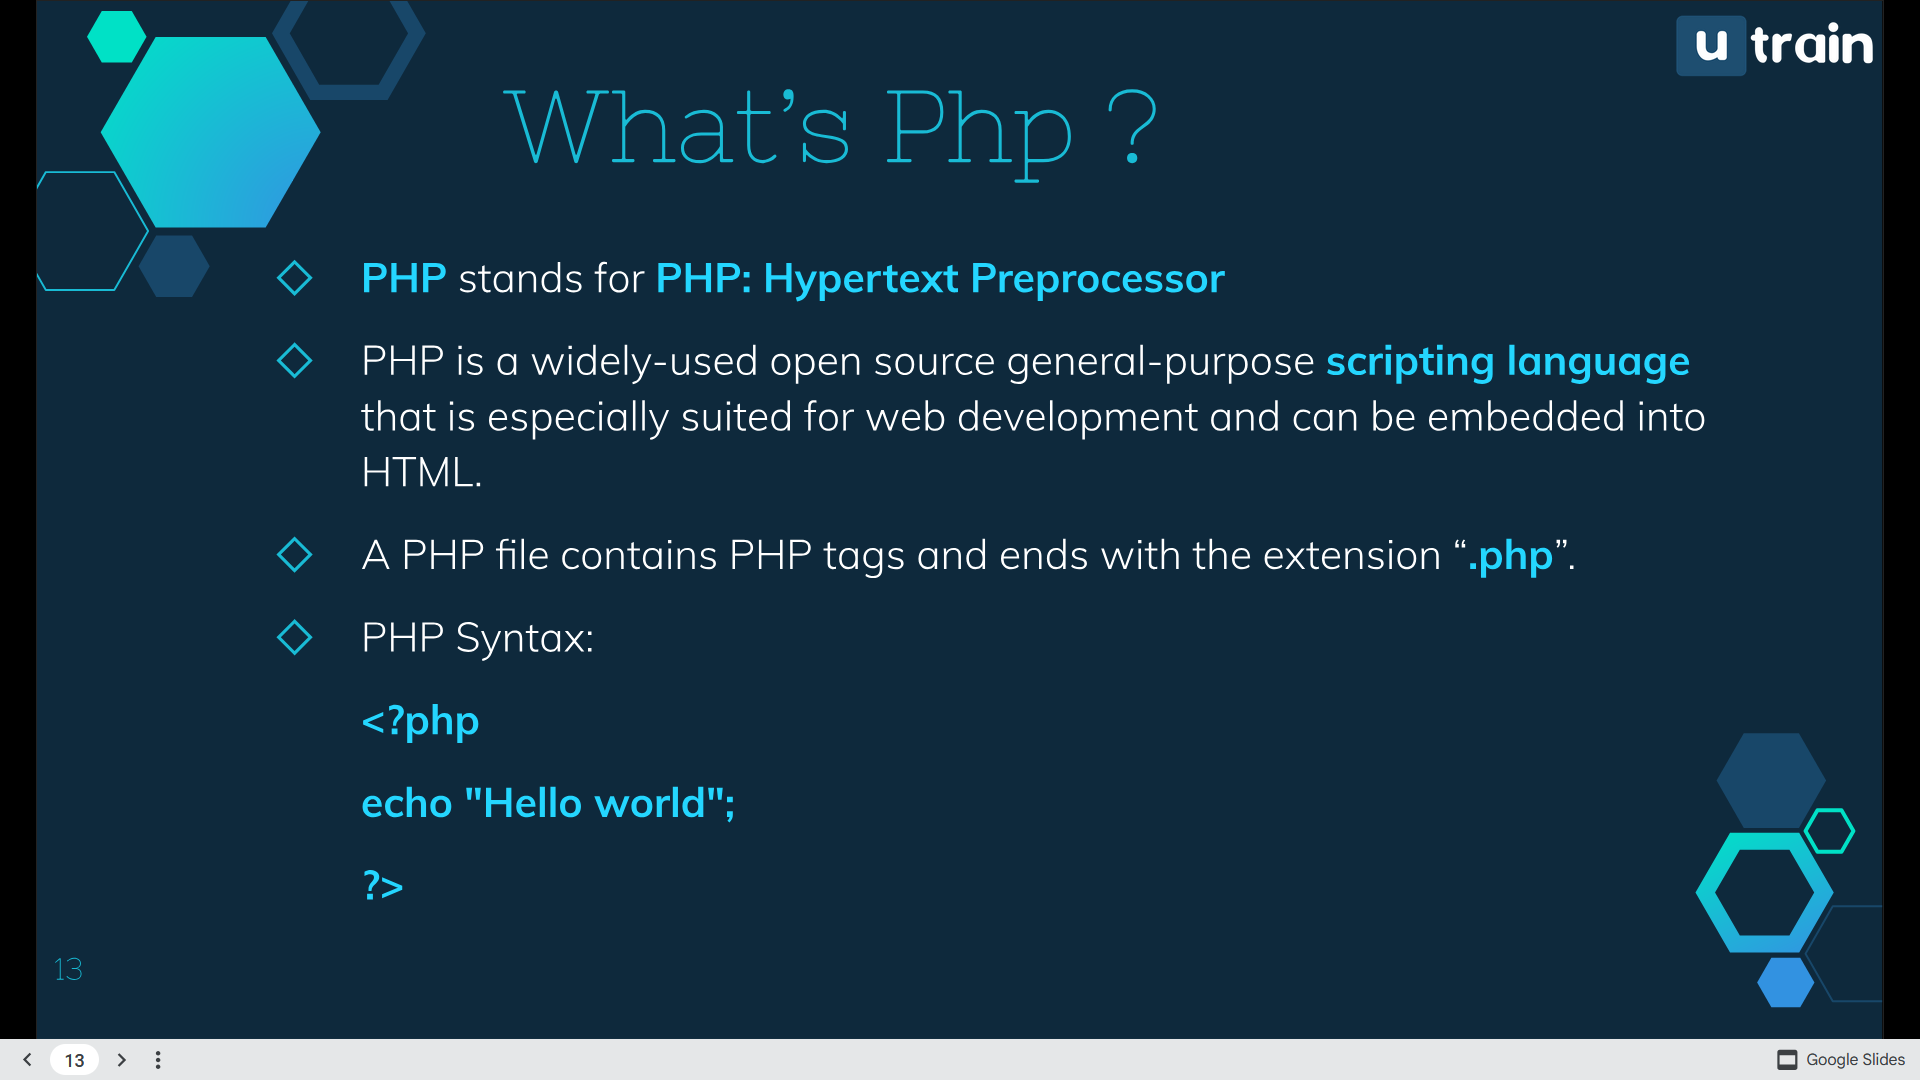 u train
What’s Php ?
PHP stands for PHP: Hypertext Preprocessor
PHP is a widely-used open source general-purpose scripting language
that is especially suited for web development and can be embedded into
HTML.
A PHP file contains PHP tags and ends with the extension “.php”.
PHP Syntax:
<?php
echo "Hello world";
?>
13
13
Google Slides